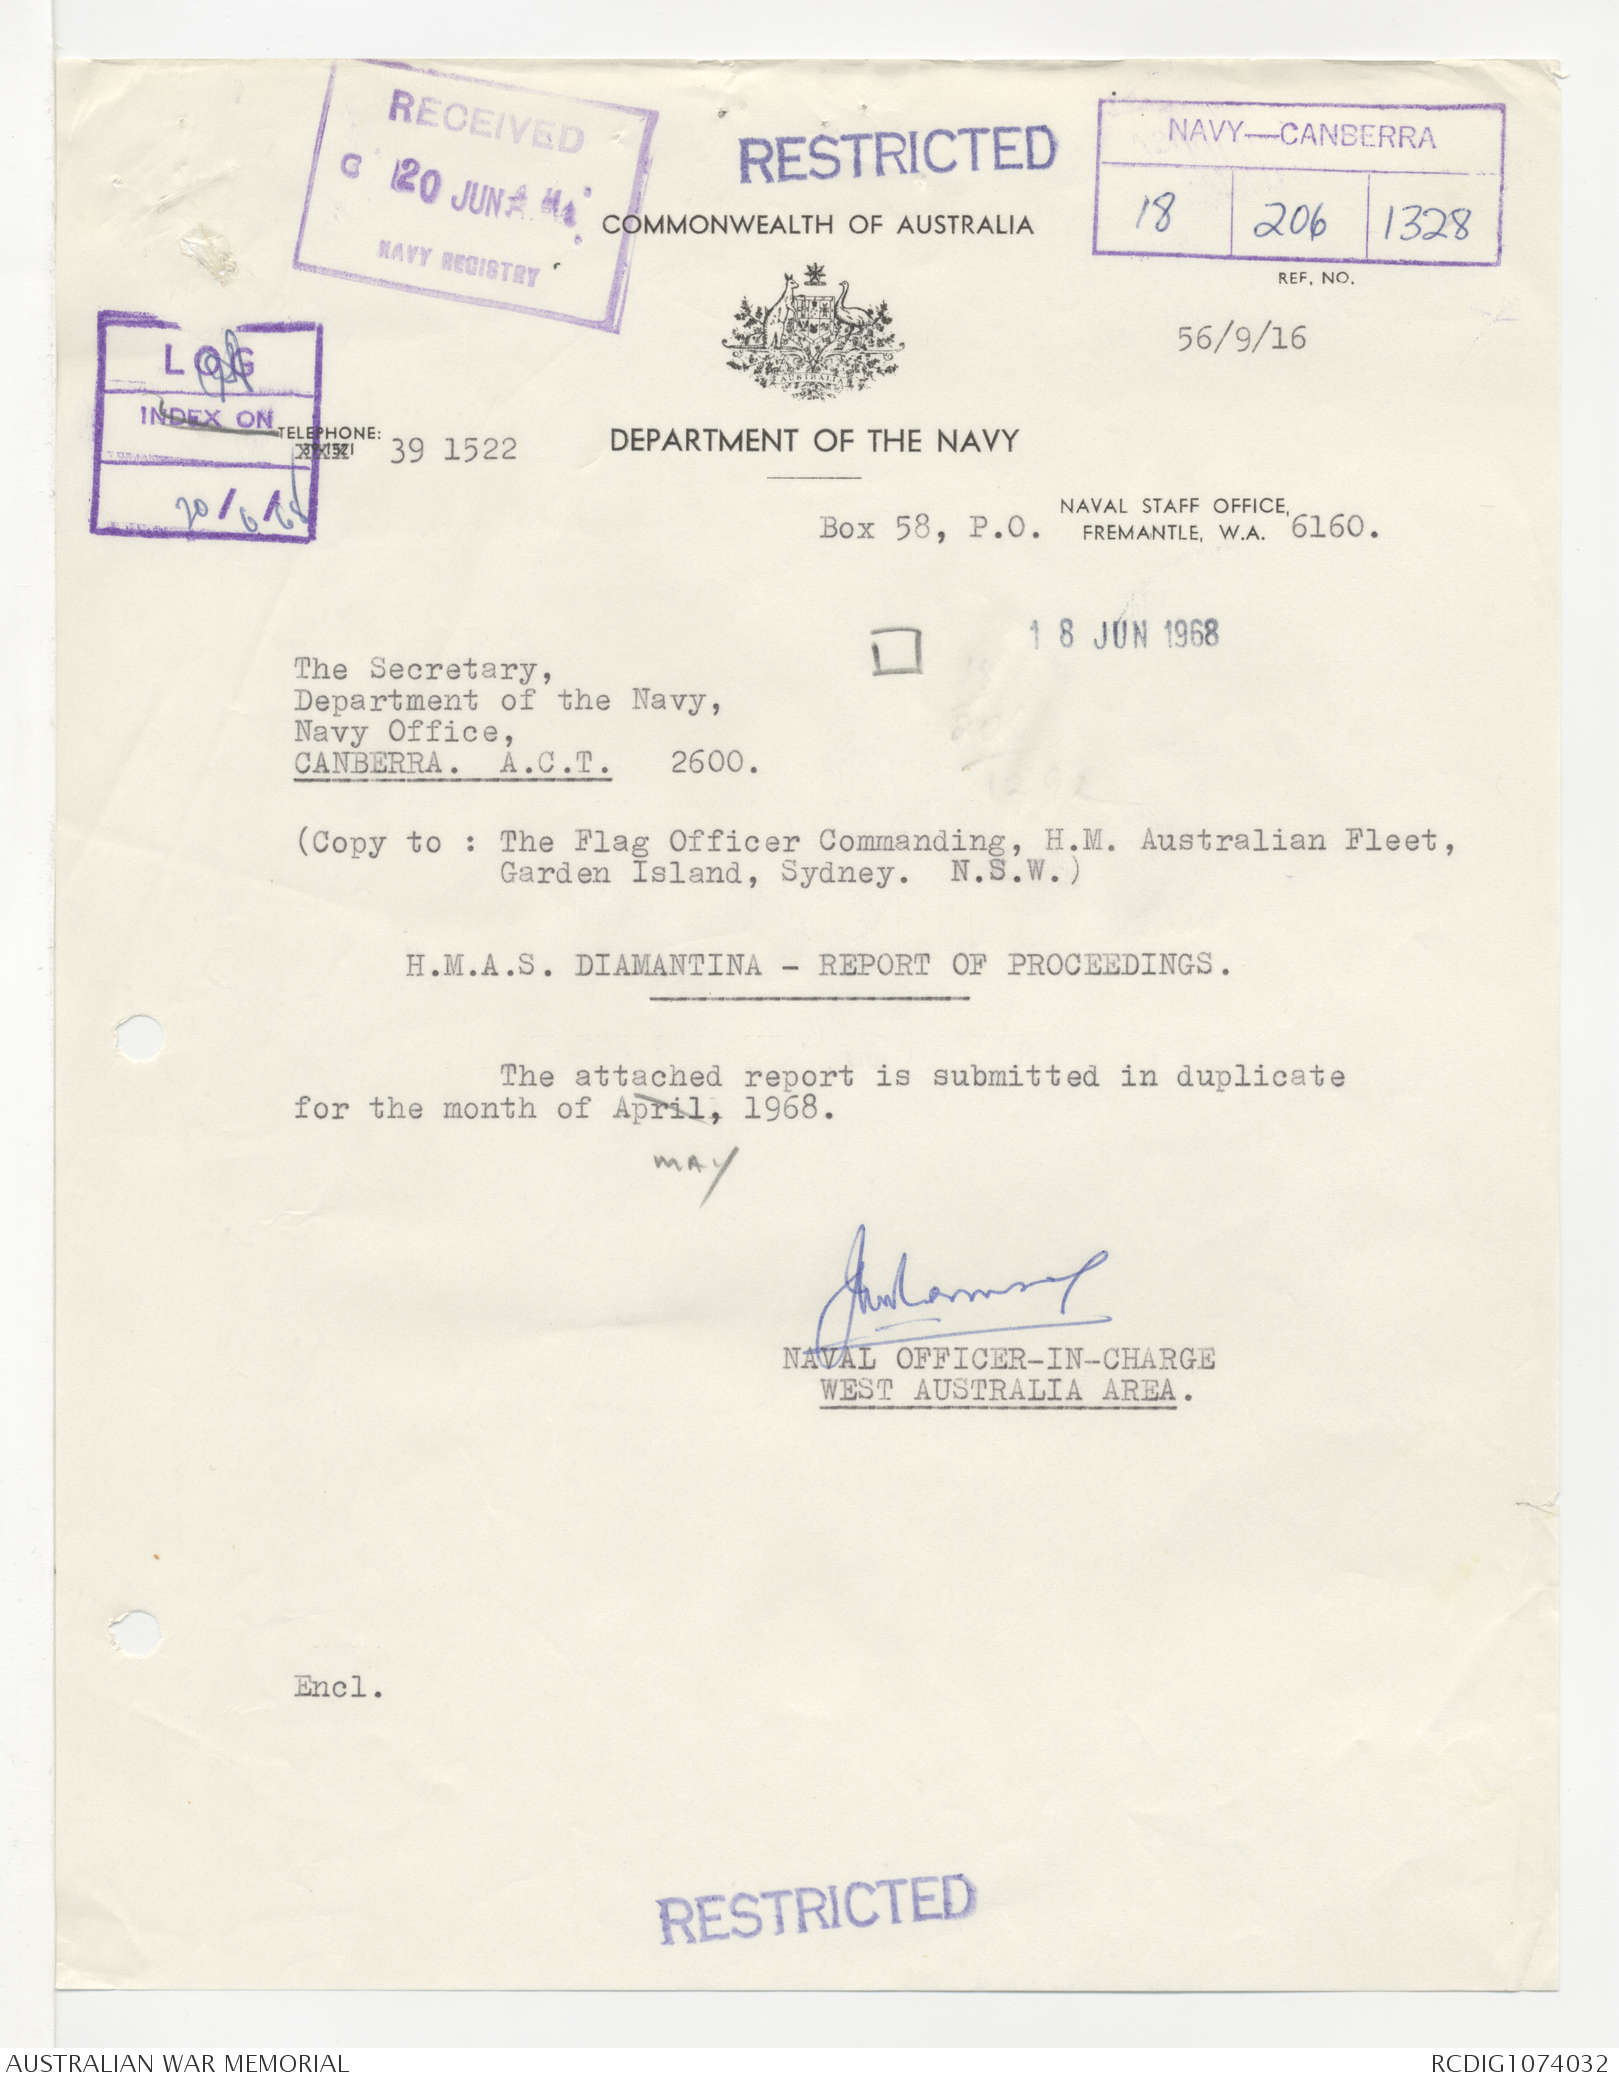 RECEIVED
20 JUN
NAVY REGISTRY
RESTRICTED
NAVY—CANBERRA
18 206 1328
REF. NO.
56/9/16
COMMONWEALTH OF AUSTRALIA
AUSTRALIA
LOG
INDEX ON
20/6/68
TELEPHONE:
39 1522
DEPARTMENT OF THE NAVY
NAVAL STAFF OFFICE,
Box 58, P.O. FREMANTLE, W.A. 6160.
18 JUN 1968
The Secretary,
Department of the Navy,
Navy Office,
CANBERRA. A.C.T. 2600.
(Copy to : The Flag Officer Commanding, H.M. Australian Fleet,
Garden Island, Sydney. N.S.W.)
H.M.A.S. DIAMANTINA - REPORT OF PROCEEDINGS.
The attached report is submitted in duplicate
for the month of April, 1968.
MAY
NAVAL OFFICER-IN-CHARGE
WEST AUSTRALIA AREA.
Encl.
RESTRICTED
AUSTRALIAN WAR MEMORIAL
RCDIG1074032